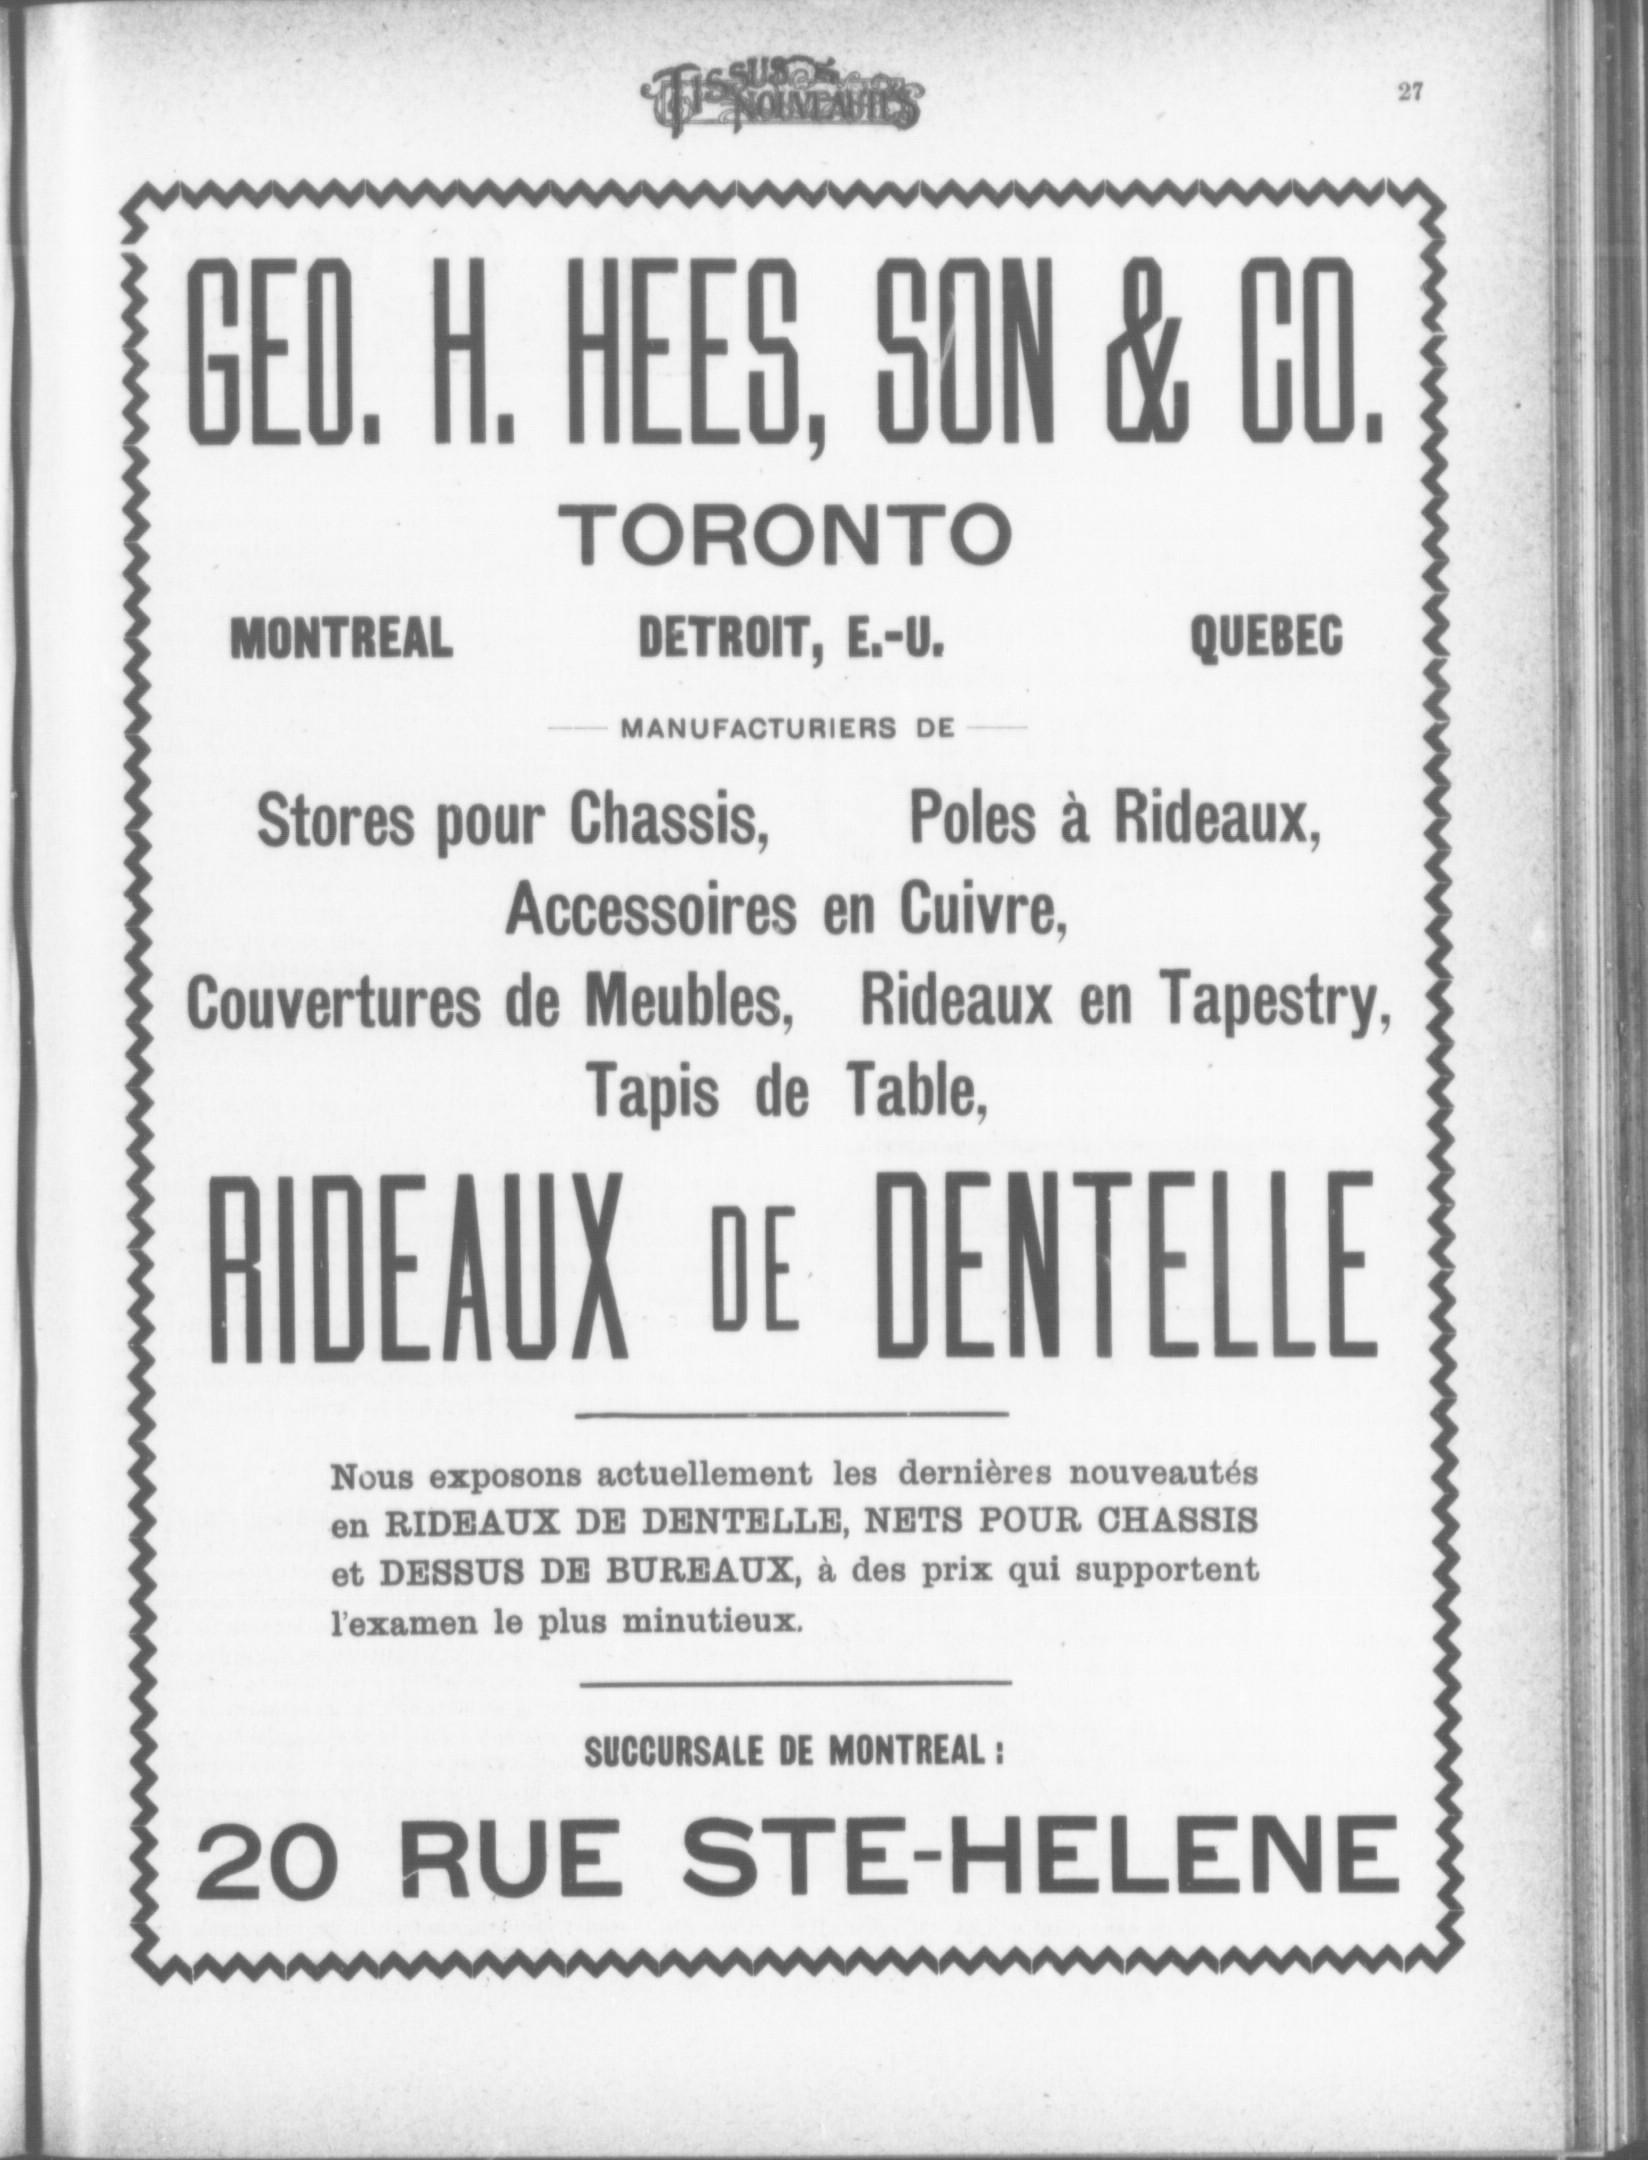 TISSUS ET NOUVEAUTÉS
27
GEO. H. HEES, SON & CO.
TORONTO
MONTREAL DETROIT, E.-U. QUEBEC
MANUFACTURIERS DE
Stores pour Chassis, Poles à Rideaux,
Accessoires en Cuivre,
Couvertures de Meubles, Rideaux en Tapestry,
Tapis de Table,
RIDEAUX DE DENTELLE
Nous exposons actuellement les dernières nouveautés
en RIDEAUX DE DENTELLE, NETS POUR CHASSIS
et DESSUS DE BUREAUX, à des prix qui supportent
l'examen le plus minutieux.
SUCCURSALE DE MONTREAL :
20 RUE STE-HELENE